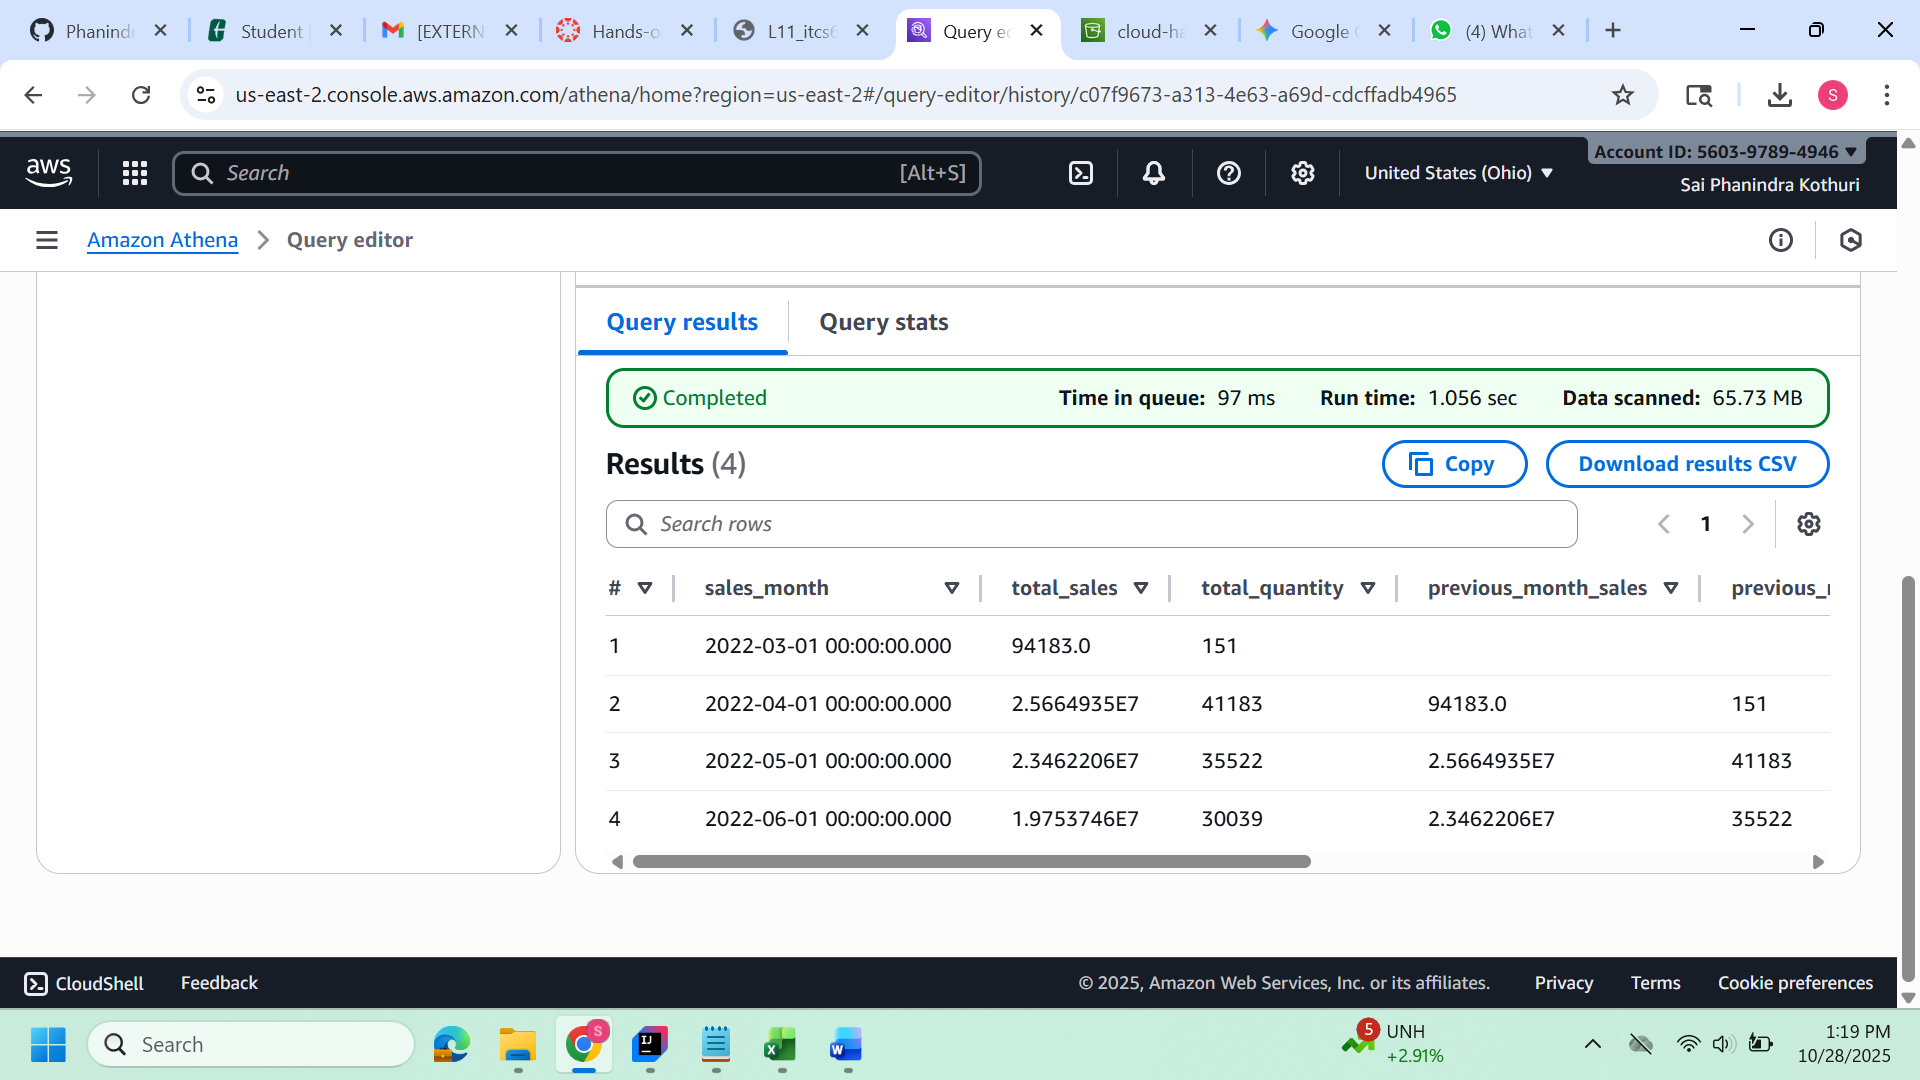 Phanindr
Student
[EXTERN
Hands-o
L11_itcs6
Query ec
cloud-ha
Google
(4) What
us-east-2.console.aws.amazon.com/athena/home?region=us-east-2#/query-editor/history/c07f9673-a313-4e63-a69d-cdcffadb4965
S
aws
Search
[Alt+S]
United States (Ohio)
Account ID: 5603-9789-4946
Sai Phanindra Kothuri
Amazon Athena
Query editor
Query results
Query stats
Completed
Time in queue: 97 ms
Run time: 1.056 sec
Data scanned: 65.73 MB
Results (4)
Copy
Download results CSV
Search rows
1
# sales_month total_sales total_quantity previous_month_sales previous_
1 2022-03-01 00:00:00.000 94183.0 151
2 2022-04-01 00:00:00.000 2.5664935E7 41183 94183.0 151
3 2022-05-01 00:00:00.000 2.3462206E7 35522 2.5664935E7 41183
4 2022-06-01 00:00:00.000 1.9753746E7 30039 2.3462206E7 35522
CloudShell
Feedback
© 2025, Amazon Web Services, Inc. or its affiliates.
Privacy
Terms
Cookie preferences
Search
S
IJ
X
W
5
UNH
+2.91%
1:19 PM
10/28/2025